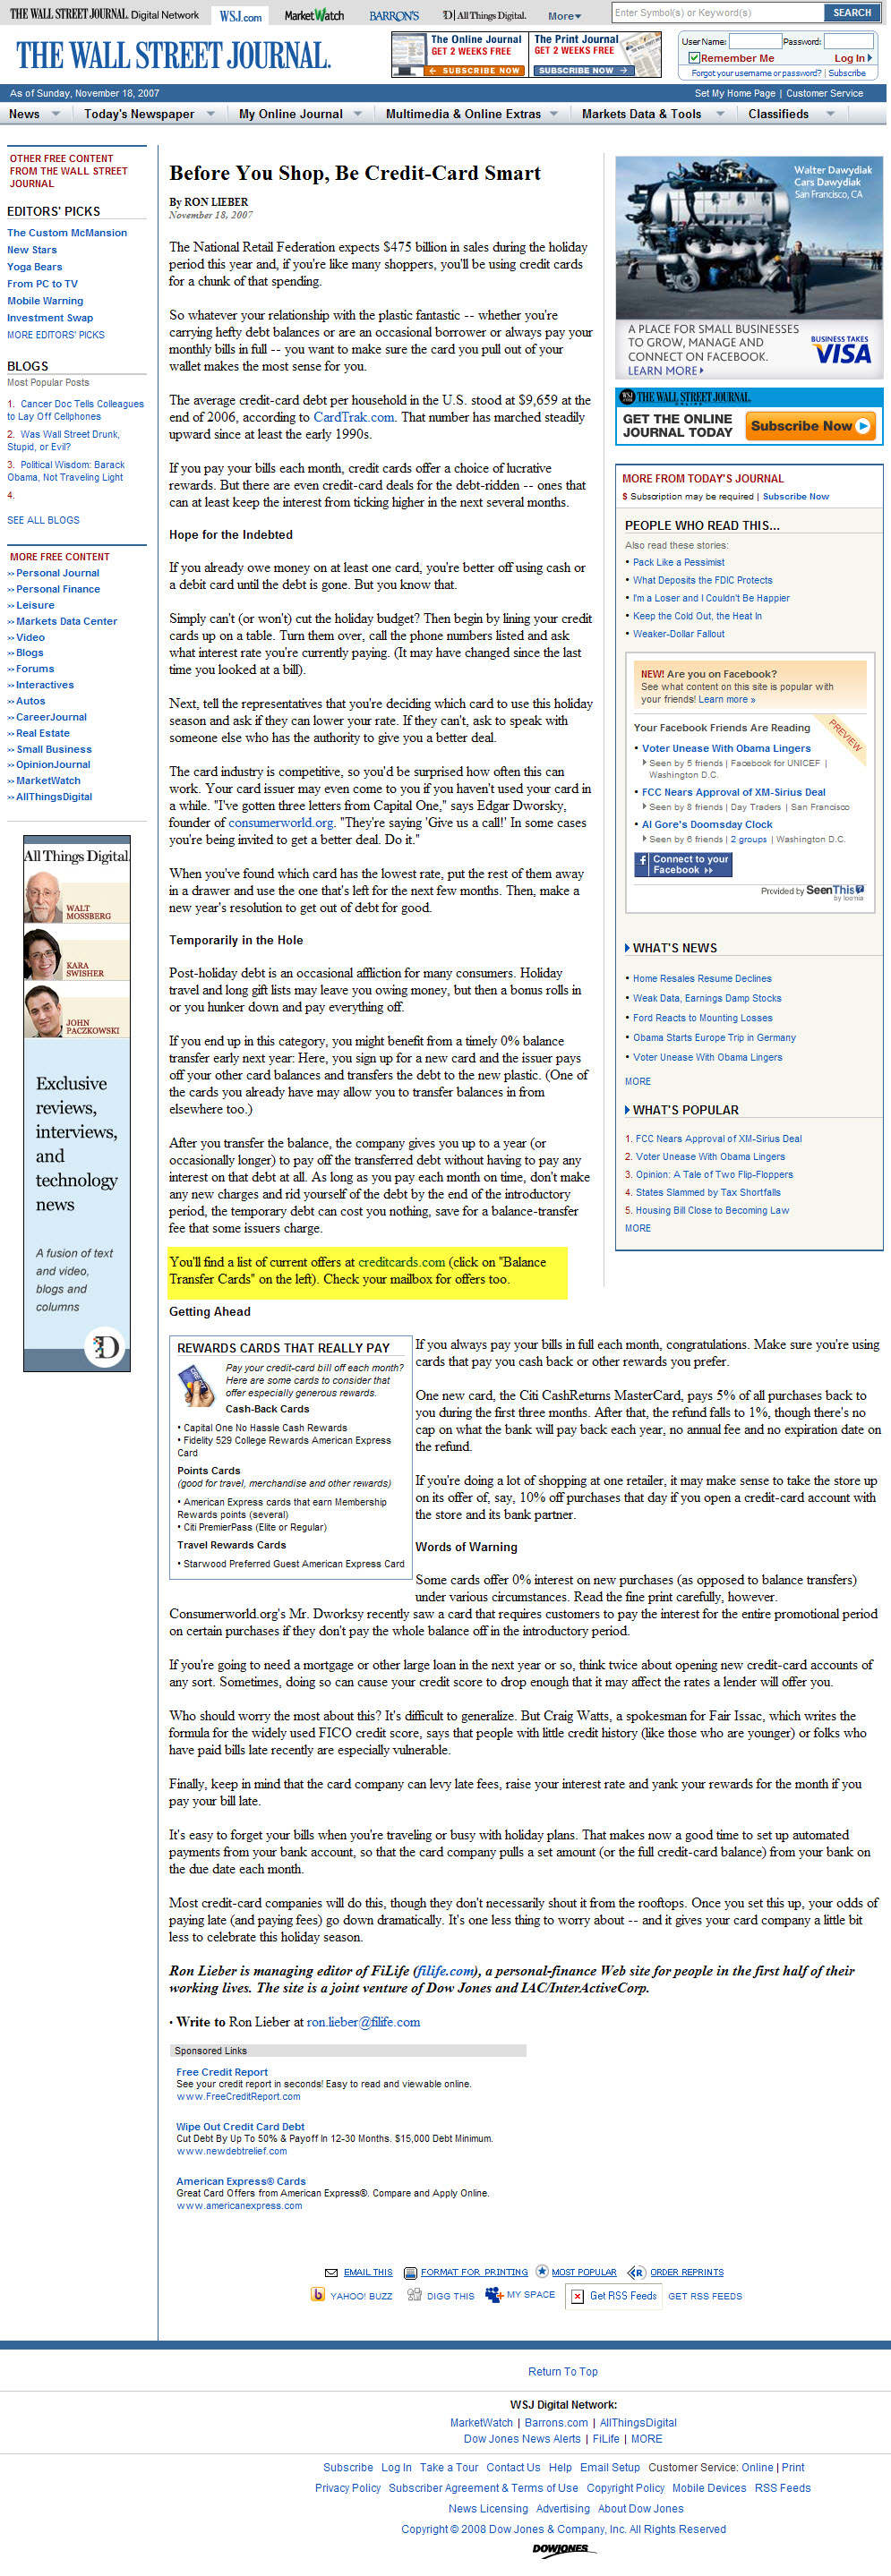 THE WALL STREET JOURNAL. Digital Network
WSJ.com
MarketWatch
BARRON'S
D| All Things Digital.
More
Enter Symbol(s) or Keyword(s)
SEARCH
THE WALL STREET JOURNAL.
The Online Journal
GET 2 WEEKS FREE
SUBSCRIBE NOW
The Print Journal
GET 2 WEEKS FREE
SUBSCRIBE NOW
User Name:
Password:
Remember Me
Log In
Forgot your username or password? | Subscribe
As of Sunday, November 18, 2007
Set My Home Page | Customer Service
News
Today's Newspaper
My Online Journal
Multimedia & Online Extras
Markets Data & Tools
Classifieds
OTHER FREE CONTENT
FROM THE WALL STREET
JOURNAL
EDITORS' PICKS
The Custom McMansion
New Stars
Yoga Bears
From PC to TV
Mobile Warning
Investment Swap
MORE EDITORS' PICKS
BLOGS
Most Popular Posts
1. Cancer Doc Tells Colleagues
to Lay Off Cellphones
2. Was Wall Street Drunk,
Stupid, or Evil?
3. Political Wisdom: Barack
Obama, Not Traveling Light
4.
SEE ALL BLOGS
MORE FREE CONTENT
>> Personal Journal
>> Personal Finance
>> Leisure
>> Markets Data Center
>> Video
>> Blogs
>> Forums
>> Interactives
>> Autos
>> CareerJournal
>> Real Estate
>> Small Business
>> OpinionJournal
>> MarketWatch
>> AllThingsDigital
All Things Digital.
WALT
MOSSBERG
KARA
SWISHER
JOHN
PACZKOWSKI
Exclusive
reviews,
interviews,
and
technology
news
A fusion of text
and video,
blogs and
columns
D
Before You Shop, Be Credit-Card Smart
By RON LIEBER
November 18, 2007
The National Retail Federation expects $475 billion in sales during the holiday
period this year and, if you're like many shoppers, you'll be using credit cards
for a chunk of that spending.
So whatever your relationship with the plastic fantastic -- whether you're
carrying hefty debt balances or are an occasional borrower or always pay your
monthly bills in full -- you want to make sure the card you pull out of your
wallet makes the most sense for you.
The average credit-card debt per household in the U.S. stood at $9,659 at the
end of 2006, according to CardTrak.com. That number has marched steadily
upward since at least the early 1990s.
If you pay your bills each month, credit cards offer a choice of lucrative
rewards. But there are even credit-card deals for the debt-ridden -- ones that
can at least keep the interest from ticking higher in the next several months.
Hope for the Indebted
If you already owe money on at least one card, you're better off using cash or
a debit card until the debt is gone. But you know that.
Simply can't (or won't) cut the holiday budget? Then begin by lining your credit
cards up on a table. Turn them over, call the phone numbers listed and ask
what interest rate you're currently paying. (It may have changed since the last
time you looked at a bill).
Next, tell the representatives that you're deciding which card to use this holiday
season and ask if they can lower your rate. If they can't, ask to speak with
someone else who has the authority to give you a better deal.
The card industry is competitive, so you'd be surprised how often this can
work. Your card issuer may even come to you if you haven't used your card in
a while. "I've gotten three letters from Capital One," says Edgar Dworsky,
founder of consumerworld.org. "They're saying 'Give us a call!' In some cases
you're being invited to get a better deal. Do it."
When you've found which card has the lowest rate, put the rest of them away
in a drawer and use the one that's left for the next few months. Then, make a
new year's resolution to get out of debt for good.
Temporarily in the Hole
Post-holiday debt is an occasional affliction for many consumers. Holiday
travel and long gift lists may leave you owing money, but then a bonus rolls in
or you hunker down and pay everything off.
If you end up in this category, you might benefit from a timely 0% balance
transfer early next year: Here, you sign up for a new card and the issuer pays
off your other card balances and transfers the debt to the new plastic. (One of
the cards you already have may allow you to transfer balances in from
elsewhere too.)
After you transfer the balance, the company gives you up to a year (or
occasionally longer) to pay off the transferred debt without having to pay any
interest on that debt at all. As long as you pay each month on time, don't make
any new charges and rid yourself of the debt by the end of the introductory
period, the temporary debt can cost you nothing, save for a balance-transfer
fee that some issuers charge.
You'll find a list of current offers at creditcards.com (click on "Balance
Transfer Cards" on the left). Check your mailbox for offers too.
Getting Ahead
REWARDS CARDS THAT REALLY PAY
Pay your credit-card bill off each month?
Here are some cards to consider that
offer especially generous rewards.
Cash-Back Cards
• Capital One No Hassle Cash Rewards
• Fidelity 529 College Rewards American Express
Card
Points Cards
(good for travel, merchandise and other rewards)
• American Express cards that earn Membership
Rewards points (several)
• Citi PremierPass (Elite or Regular)
Travel Rewards Cards
• Starwood Preferred Guest American Express Card
If you always pay your bills in full each month, congratulations. Make sure you're using
cards that pay you cash back or other rewards you prefer.
One new card, the Citi CashReturns MasterCard, pays 5% of all purchases back to
you during the first three months. After that, the refund falls to 1%, though there's no
cap on what the bank will pay back each year, no annual fee and no expiration date on
the refund.
If you're doing a lot of shopping at one retailer, it may make sense to take the store up
on its offer of, say, 10% off purchases that day if you open a credit-card account with
the store and its bank partner.
Words of Warning
Some cards offer 0% interest on new purchases (as opposed to balance transfers)
under various circumstances. Read the fine print carefully, however.
Consumerworld.org's Mr. Dworksy recently saw a card that requires customers to pay the interest for the entire promotional period
on certain purchases if they don't pay the whole balance off in the introductory period.
If you're going to need a mortgage or other large loan in the next year or so, think twice about opening new credit-card accounts of
any sort. Sometimes, doing so can cause your credit score to drop enough that it may affect the rates a lender will offer you.
Who should worry the most about this? It's difficult to generalize. But Craig Watts, a spokesman for Fair Issac, which writes the
formula for the widely used FICO credit score, says that people with little credit history (like those who are younger) or folks who
have paid bills late recently are especially vulnerable.
Finally, keep in mind that the card company can levy late fees, raise your interest rate and yank your rewards for the month if you
pay your bill late.
It's easy to forget your bills when you're traveling or busy with holiday plans. That makes now a good time to set up automated
payments from your bank account, so that the card company pulls a set amount (or the full credit-card balance) from your bank on
the due date each month.
Most credit-card companies will do this, though they don't necessarily shout it from the rooftops. Once you set this up, your odds of
paying late (and paying fees) go down dramatically. It's one less thing to worry about -- and it gives your card company a little bit
less to celebrate this holiday season.
Ron Lieber is managing editor of FiLife (filife.com), a personal-finance Web site for people in the first half of their
working lives. The site is a joint venture of Dow Jones and IAC/InterActiveCorp.
• Write to Ron Lieber at ron.lieber@filife.com
Sponsored Links
Free Credit Report
See your credit report in seconds! Easy to read and viewable online.
www.FreeCreditReport.com
Wipe Out Credit Card Debt
Cut Debt By Up To 50% & Payoff In 12-30 Months. $15,000 Debt Minimum.
www.newdebtrelief.com
American Express® Cards
Great Card Offers from American Express®. Compare and Apply Online.
www.americanexpress.com
Walter Dawydiak
Cars Dawydiak
San Francisco, CA
A PLACE FOR SMALL BUSINESSES
TO GROW, MANAGE AND
CONNECT ON FACEBOOK.
LEARN MORE
BUSINESS TAKES
VISA
WSJ THE WALL STREET JOURNAL.
ONLINE
GET THE ONLINE
JOURNAL TODAY
Subscribe Now
MORE FROM TODAY'S JOURNAL
$ Subscription may be required | Subscribe Now
PEOPLE WHO READ THIS...
Also read these stories:
• Pack Like a Pessimist
• What Deposits the FDIC Protects
• I'm a Loser and I Couldn't Be Happier
• Keep the Cold Out, the Heat In
• Weaker-Dollar Fallout
NEW! Are you on Facebook?
See what content on this site is popular with
your friends! Learn more »
Your Facebook Friends Are Reading
PREVIEW
• Voter Unease With Obama Lingers
Seen by 5 friends | Facebook for UNICEF |
Washington D.C.
• FCC Nears Approval of XM-Sirius Deal
Seen by 8 friends | Day Traders | San Francisco
• Al Gore's Doomsday Clock
Seen by 6 friends | 2 groups | Washington D.C.
f Connect to your
Facebook
Provided by SeenThis?
by loomia
WHAT'S NEWS
• Home Resales Resume Declines
• Weak Data, Earnings Damp Stocks
• Ford Reacts to Mounting Losses
• Obama Starts Europe Trip in Germany
• Voter Unease With Obama Lingers
MORE
WHAT'S POPULAR
1. FCC Nears Approval of XM-Sirius Deal
2. Voter Unease With Obama Lingers
3. Opinion: A Tale of Two Flip-Floppers
4. States Slammed by Tax Shortfalls
5. Housing Bill Close to Becoming Law
MORE
EMAIL THIS
FORMAT FOR PRINTING
MOST POPULAR
ORDER REPRINTS
YAHOO! BUZZ
DIGG THIS
MY SPACE
Get RSS Feeds
GET RSS FEEDS
Return To Top
WSJ Digital Network:
MarketWatch | Barrons.com | AllThingsDigital
Dow Jones News Alerts | FiLife | MORE
Subscribe Log In Take a Tour Contact Us Help Email Setup Customer Service: Online | Print
Privacy Policy Subscriber Agreement & Terms of Use Copyright Policy Mobile Devices RSS Feeds
News Licensing Advertising About Dow Jones
Copyright © 2008 Dow Jones & Company, Inc. All Rights Reserved
DOWJONES